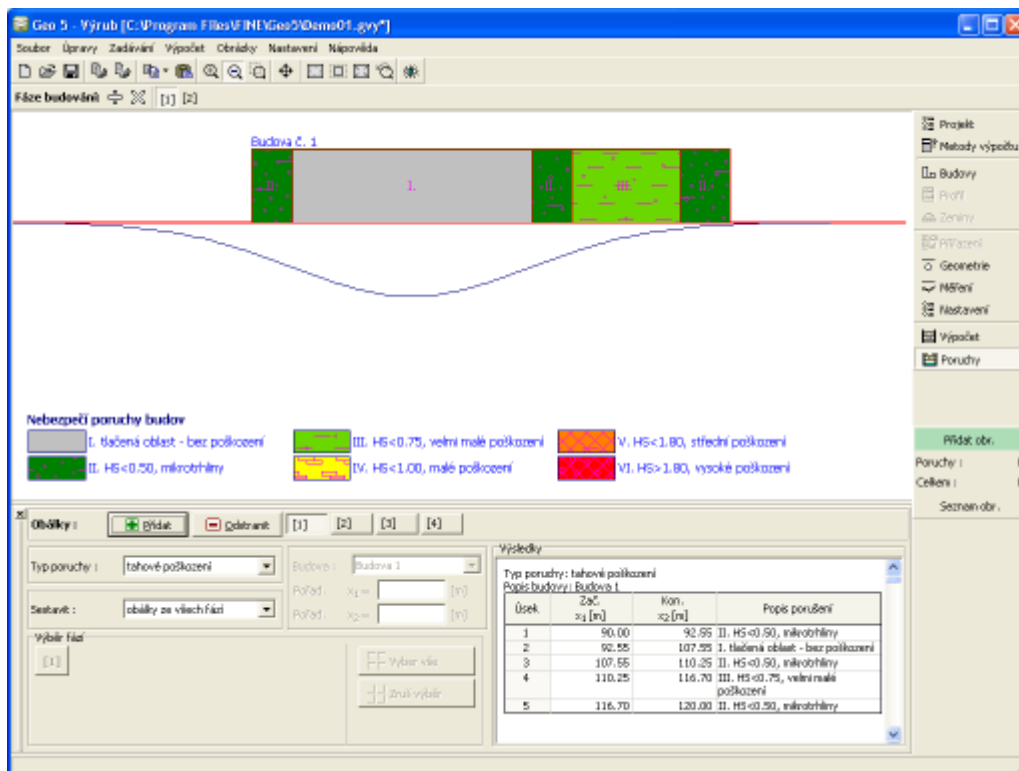 Geo 5 - Výrub [C:\Program Files\FINE\Geo5\Demo01.gvy*]
Soubor Úpravy Zadávání Výpočet Obrázky Nastavení Nápověda
Fáze budování: [1] [2]
Budova č. 1
II. I. II. III. II.
Nebezpečí poruchy budov
I. tlačená oblast - bez poškození
III. HS<0.75, velmi malé poškození
V. HS<1.80, střední poškození
II. HS<0.50, mikrotrhliny
IV. HS<1.00, malé poškození
VI. HS>1.80, vysoké poškození
Projekt
Metody výpočtu
Budovy
Profil
Zeminy
Přiřazení
Geometrie
Měření
Nastavení
Výpočet
Poruchy
Přidat obr.
Poruchy :
Celkem :
Seznam obr.
Obálky : Přidat Odstranit [1] [2] [3] [4]
Typ poruchy : tahové poškození
Sestavit : obálky ze všech fází
Výběr fází
[1]
Budova : Budova 1
Pořad. x1 = [m]
Pořad. x2 = [m]
Vyber vše
Zruš výběr
Výsledky
Typ poruchy : tahové poškození
Popis budovy : Budova 1
Úsek Zač. x1 [m] Kon. x2 [m] Popis porušení
1 90.00 92.55 II. HS<0.50, mikrotrhliny
2 92.55 107.55 I. tlačená oblast - bez poškození
3 107.55 110.25 II. HS<0.50, mikrotrhliny
4 110.25 116.70 III. HS<0.75, velmi malé
poškození
5 116.70 120.00 II. HS<0.50, mikrotrhliny